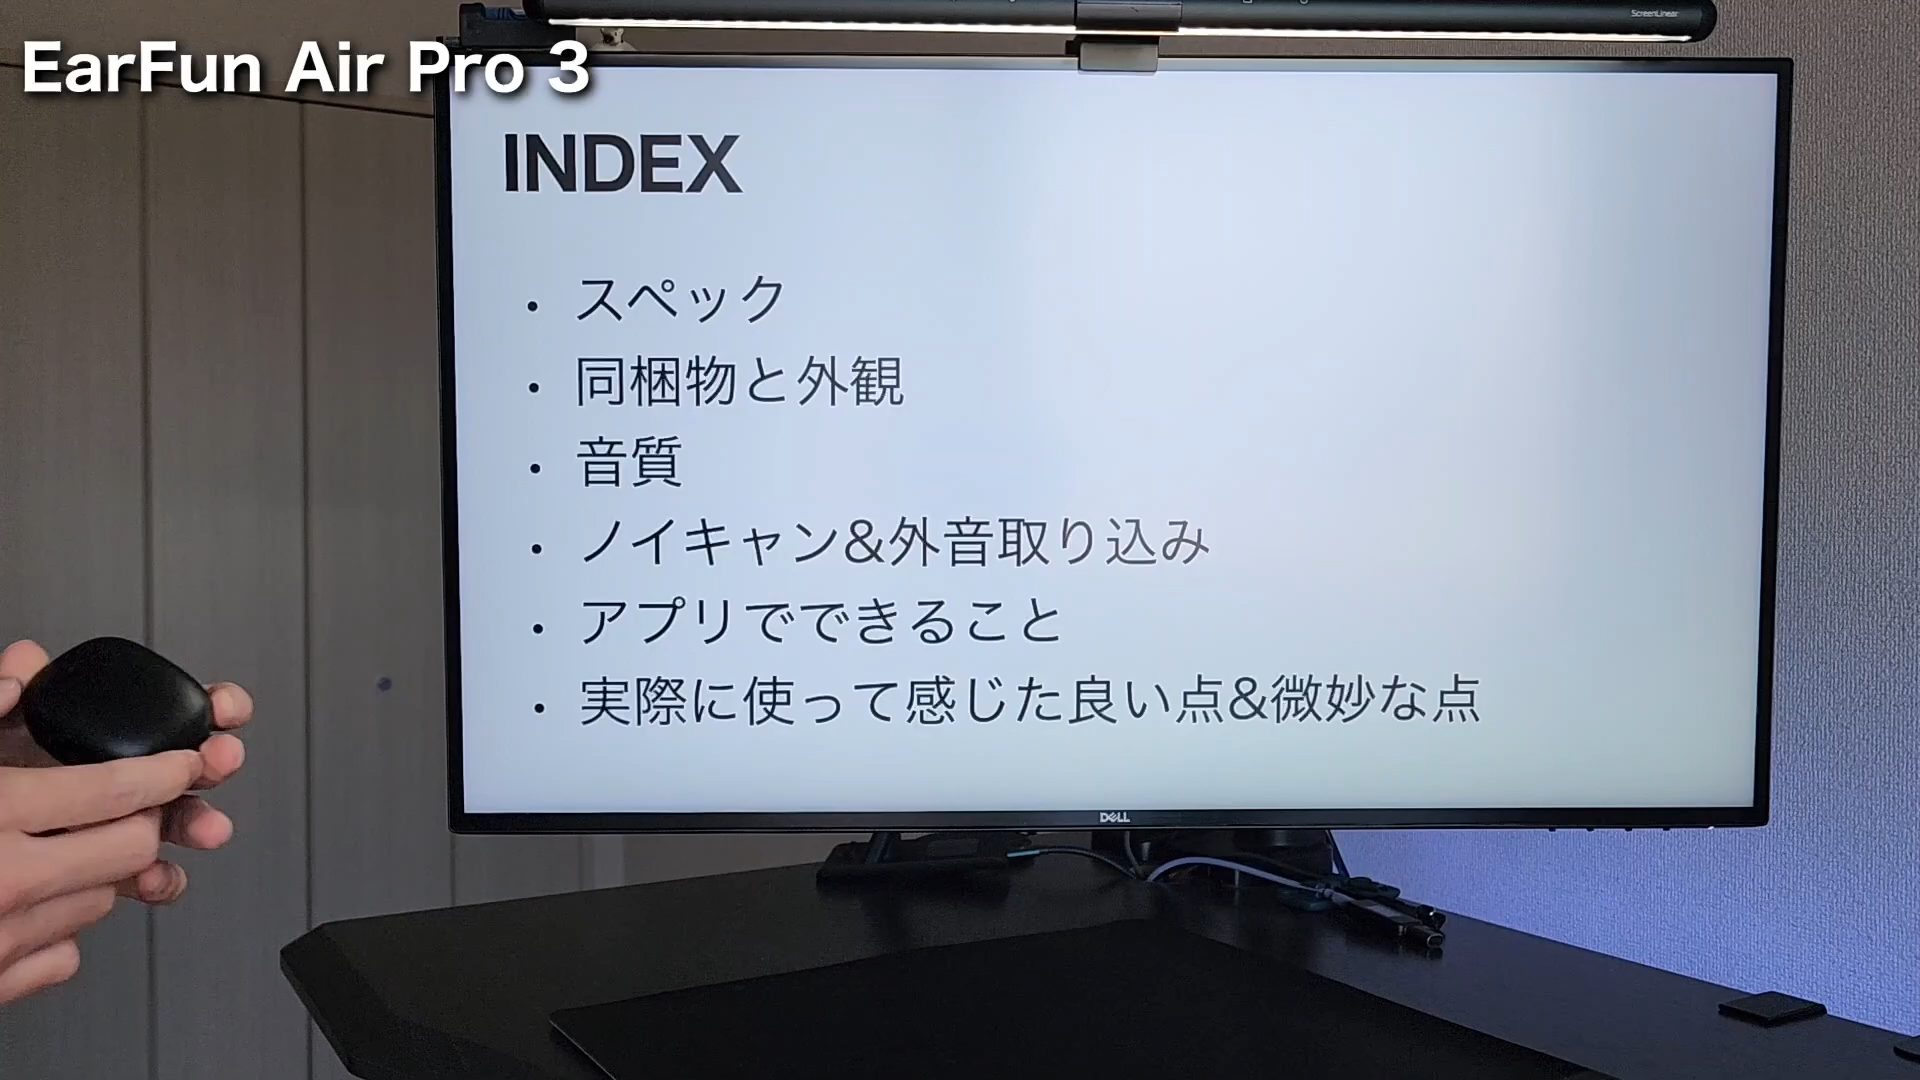 ScreenLinear
EarFun Air Pro 3
INDEX
・スペック
・同梱物と外観
・音質
・ノイキャン&外音取り込み
・アプリでできること
・実際に使って感じた良い点&微妙な点
DELL